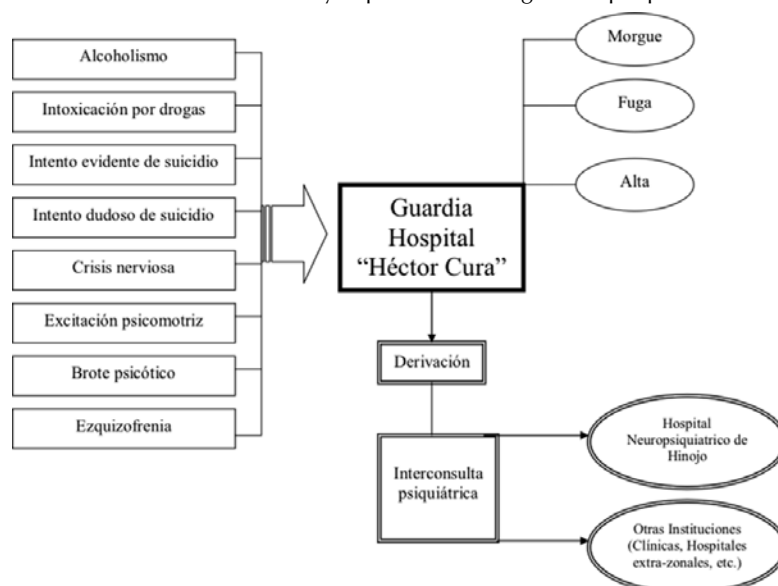 Alcoholismo
Intoxicación por drogas
Intento evidente de suicidio
Intento dudoso de suicidio
Crisis nerviosa
Excitación psicomotriz
Brote psicótico
Ezquizofrenia
Guardia
Hospital
“Héctor Cura”
Morgue
Fuga
Alta
Derivación
Interconsulta
psiquiátrica
Hospital
Neuropsiquiatrico de
Hinojo
Otras Instituciones
(Clínicas, Hospitales
extra-zonales, etc.)